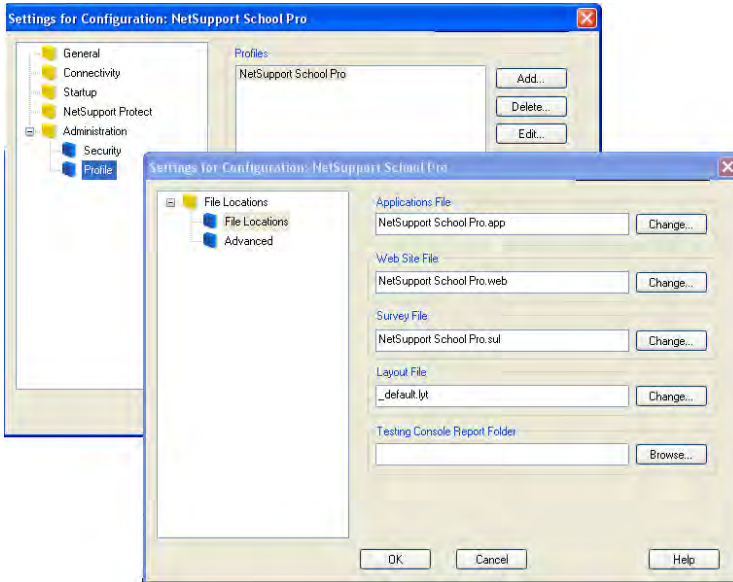 Settings for Configuration: NetSupport School Pro
General
Connectivity
Startup
NetSupport Protect
Administration
Security
Profile
Profiles
NetSupport School Pro
Add...
Delete...
Edit...
Settings for Configuration: NetSupport School Pro
File Locations
File Locations
Advanced
Applications File
NetSupport School Pro.app
Change...
Web Site File
NetSupport School Pro.web
Change...
Survey File
NetSupport School Pro.sul
Change...
Layout File
_default.lyt
Change...
Testing Console Report Folder
Browse...
OK
Cancel
Help